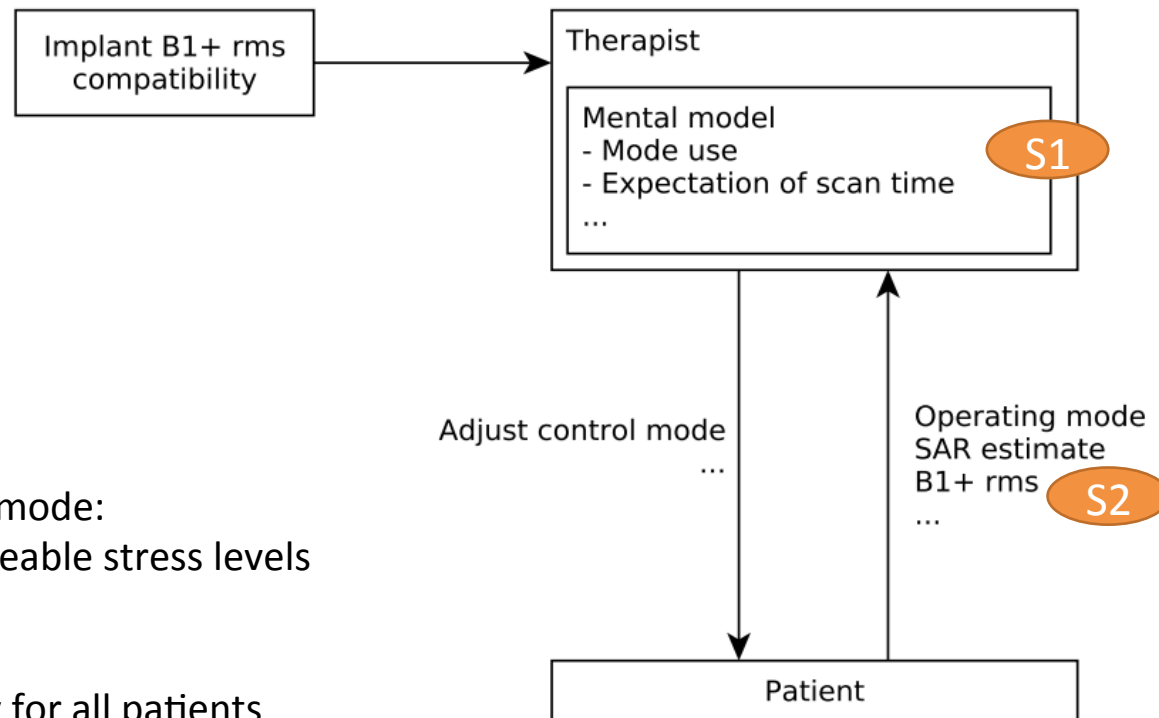 Implant B1+ rms
compatibility
Therapist
Mental model
- Mode use
- Expectation of scan time
...
S1
Adjust control mode
...
Operating mode
SAR estimate
B1+ rms
...
S2
mode:
eable stress levels
for all patients
Patient